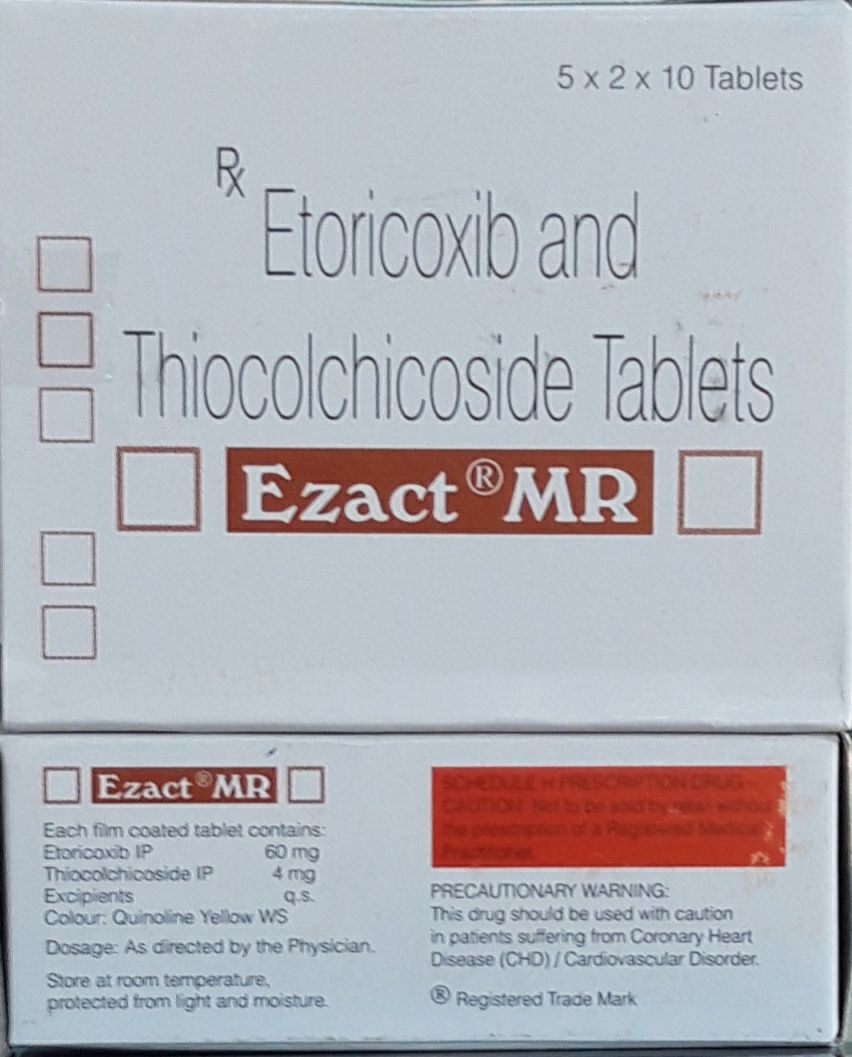 5 x 2 x 10 Tablets
Rx
Etoricoxib and
Thiocolchicoside Tablets
Ezact® MR
Ezact® MR
Each film coated tablet contains:
Etoricoxib IP 60 mg
Thiocolchicoside IP 4 mg
Excipients q.s.
Colour: Quinoline Yellow WS
Dosage: As directed by the Physician.
Store at room temperature,
protected from light and moisture.
SCHEDULE H PRESCRIPTION DRUG -
CAUTION: Not to be sold by retail without
the prescription of a Registered Medical
Practitioner.
PRECAUTIONARY WARNING:
This drug should be used with caution
in patients suffering from Coronary Heart
Disease (CHD) / Cardiovascular Disorder.
® Registered Trade Mark